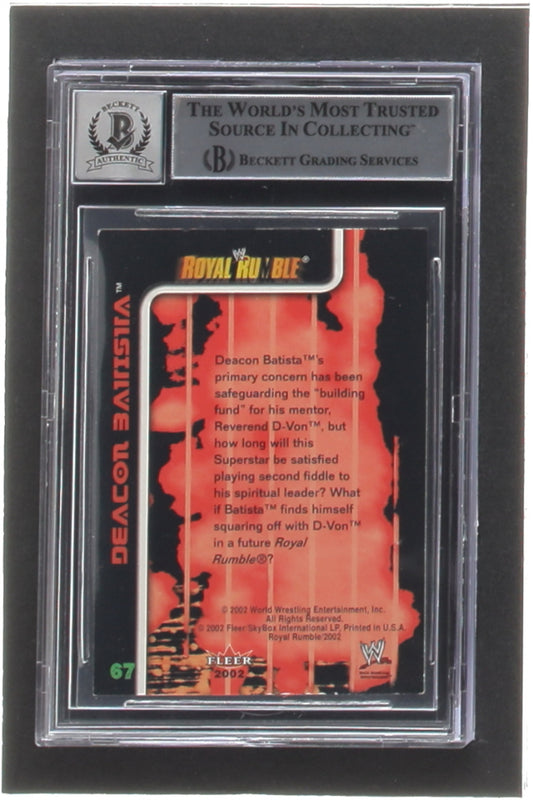 BECKETT
B
AUTHENTIC
THE WORLD'S MOST TRUSTED
SOURCE IN COLLECTING™
B BECKETT GRADING SERVICES
W
ROYAL RUMBLE®
DEACON BATISTA™
Deacon Batista™'s
primary concern has been
safeguarding the "building
fund" for his mentor,
Reverend D-Von™, but
how long will this
Superstar be satisfied
playing second fiddle to
his spiritual leader? What
if Batista™ finds himself
squaring off with D-Von™
in a future Royal
Rumble®?
© 2002 World Wrestling Entertainment, Inc.
All Rights Reserved.
© 2002 Fleer/SkyBox International LP. Printed in U.S.A.
Royal Rumble 2002
67
FLEER
2002
W